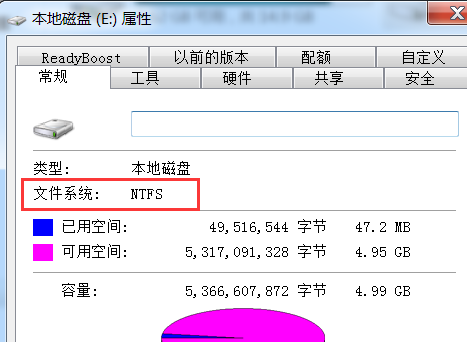 本地磁盘 (E:) 属性
ReadyBoost 以前的版本 配额 自定义
常规 工具 硬件 共享 安全
类型: 本地磁盘
文件系统: NTFS
已用空间: 49,516,544 字节 47.2 MB
可用空间: 5,317,091,328 字节 4.95 GB
容量: 5,366,607,872 字节 4.99 GB